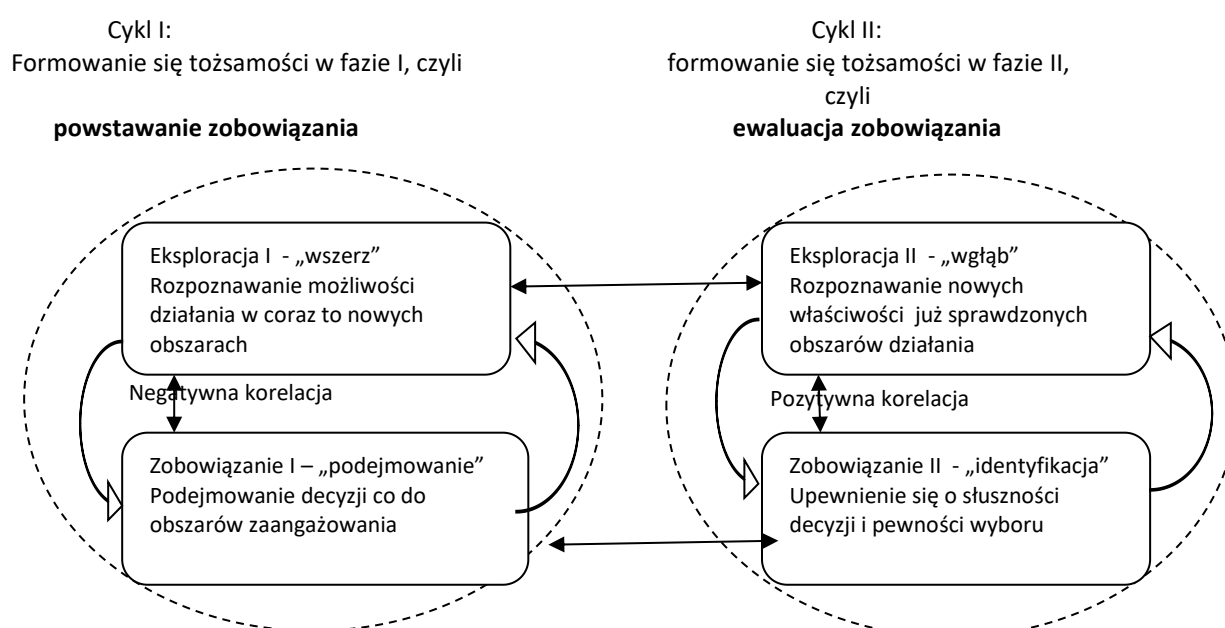 Cykl I:
Formowanie się tożsamości w fazie I, czyli
powstawanie zobowiązania
Cykl II:
formowanie się tożsamości w fazie II,
czyli
ewaluacja zobowiązania
Eksploracja I - „wszerz”
Rozpoznawanie możliwości
działania w coraz to nowych
obszarach
Negatywna korelacja
Zobowiązanie I – „podejmowanie”
Podejmowanie decyzji co do
obszarów zaangażowania
Eksploracja II - „wgłąb”
Rozpoznawanie nowych
właściwości już sprawdzonych
obszarów działania
Pozytywna korelacja
Zobowiązanie II - „identyfikacja”
Upewnienie się o słuszności
decyzji i pewności wyboru